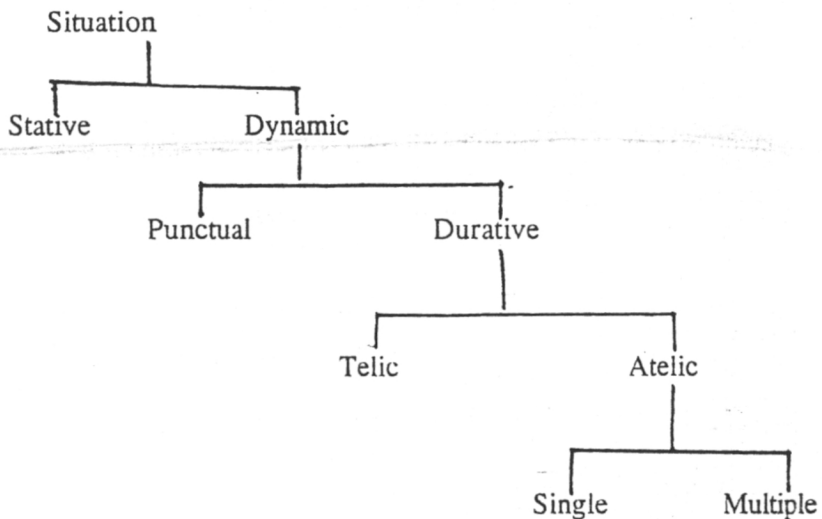 Situation
Stative Dynamic
Punctual Durative
Telic Atelic
Single Multiple